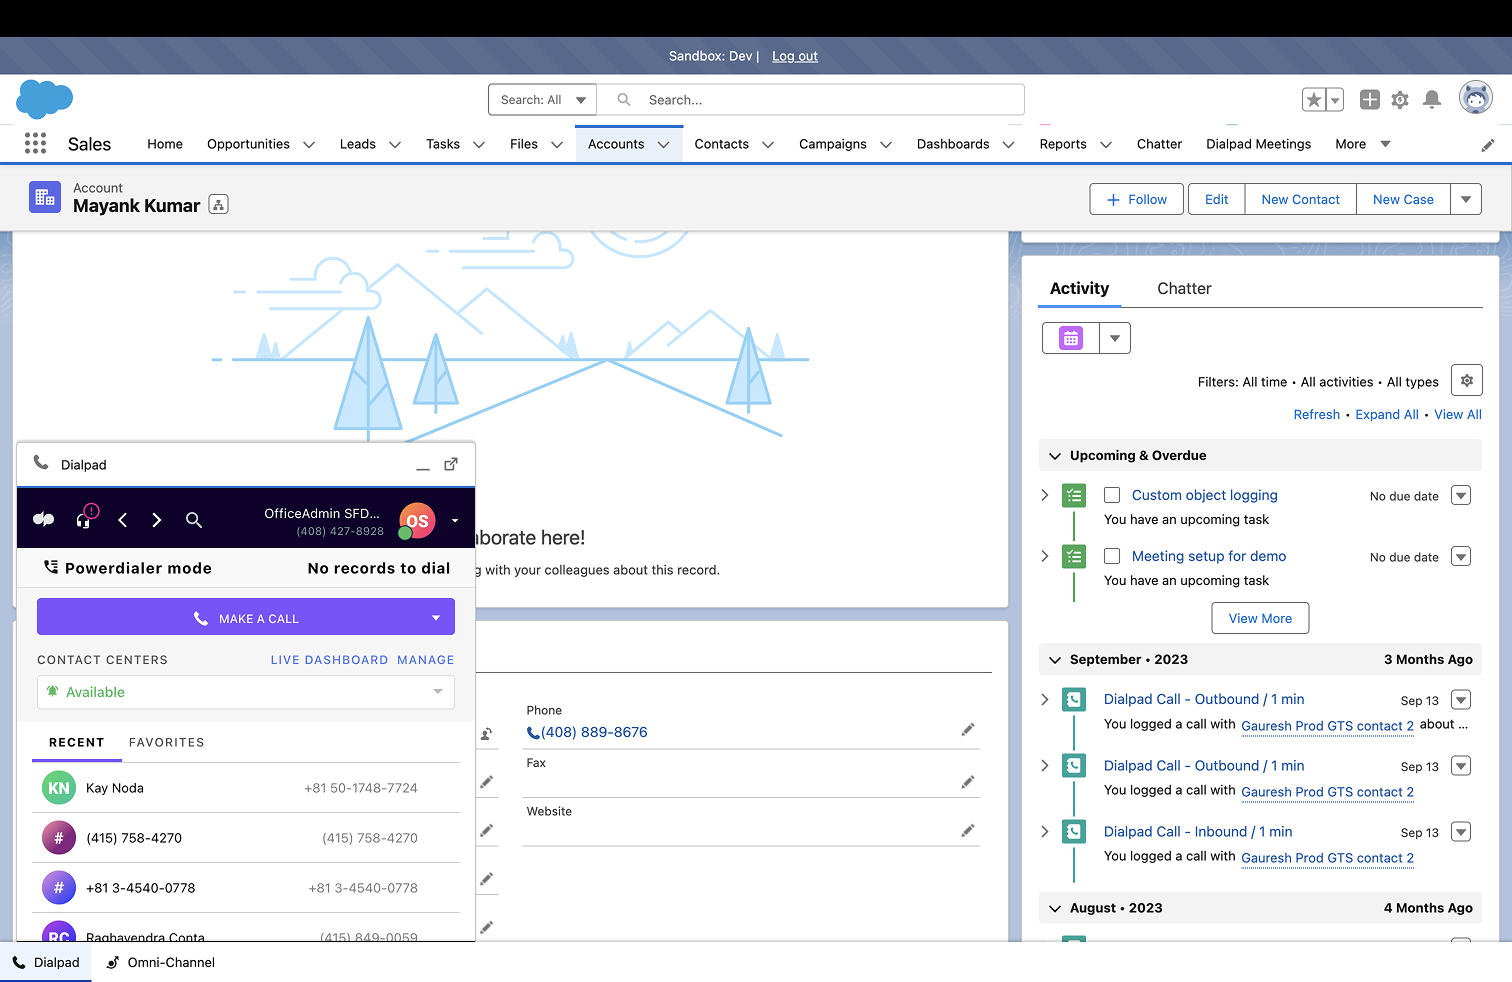 Sandbox: Dev | Log out
Search: All Search...
Sales Home Opportunities Leads Tasks Files Accounts Contacts Campaigns Dashboards Reports Chatter Dialpad Meetings More
Account
Mayank Kumar
Follow Edit New Contact New Case
Activity Chatter
Filters: All time • All activities • All types
Refresh • Expand All • View All
Upcoming & Overdue
Custom object logging No due date
You have an upcoming task
Meeting setup for demo No due date
You have an upcoming task
View More
September • 2023 3 Months Ago
Dialpad Call - Outbound / 1 min Sep 13
You logged a call with Gauresh Prod GTS contact 2 about ...
Dialpad Call - Outbound / 1 min Sep 13
You logged a call with Gauresh Prod GTS contact 2
Dialpad Call - Inbound / 1 min Sep 13
You logged a call with Gauresh Prod GTS contact 2
August • 2023 4 Months Ago
borate here!
with your colleagues about this record.
Phone
(408) 889-8676
Fax
Website
Dialpad
OfficeAdmin SFD... OS
(408) 427-8928
Powerdialer mode No records to dial
MAKE A CALL
CONTACT CENTERS LIVE DASHBOARD MANAGE
Available
RECENT FAVORITES
KN Kay Noda +81 50-1748-7724
# (415) 758-4270 (415) 758-4270
# +81 3-4540-0778 +81 3-4540-0778
RC Raghavendra Conta (415) 849-0059
Dialpad Omni-Channel